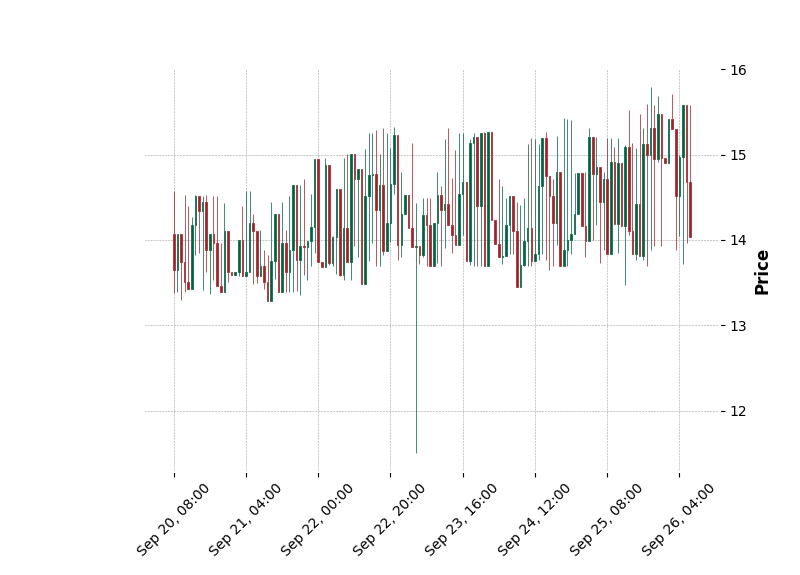 16
15
14
13
12
Price
Sep 20, 08:00
Sep 21, 04:00
Sep 22, 00:00
Sep 22, 20:00
Sep 23, 16:00
Sep 24, 12:00
Sep 25, 08:00
Sep 26, 04:00